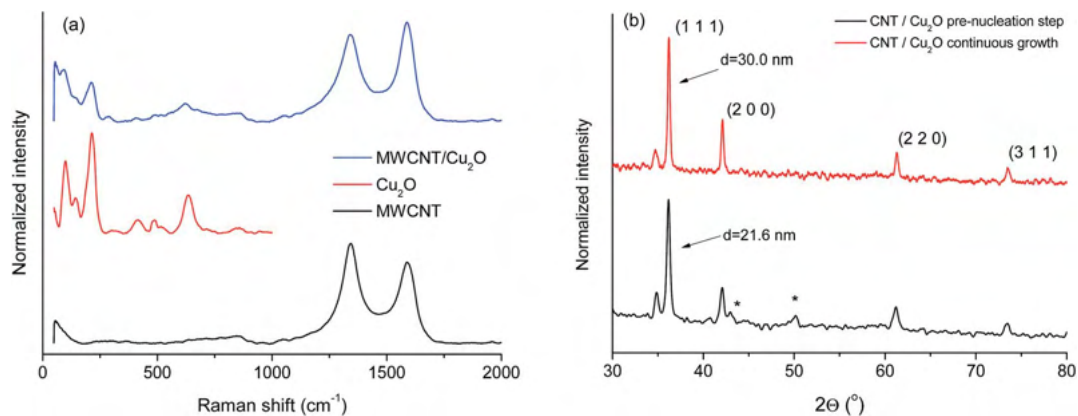 (a)
Normalized intensity
MWCNT/Cu₂O
Cu₂O
MWCNT
0 500 1000 1500 2000
Raman shift (cm⁻¹)
(b)
CNT / Cu₂O pre-nucleation step
CNT / Cu₂O continuous growth
(1 1 1)
d=30.0 nm
(2 0 0)
(2 2 0)
(3 1 1)
Normalized intensity
d=21.6 nm
* *
30 40 50 60 70 80
2Θ (°)